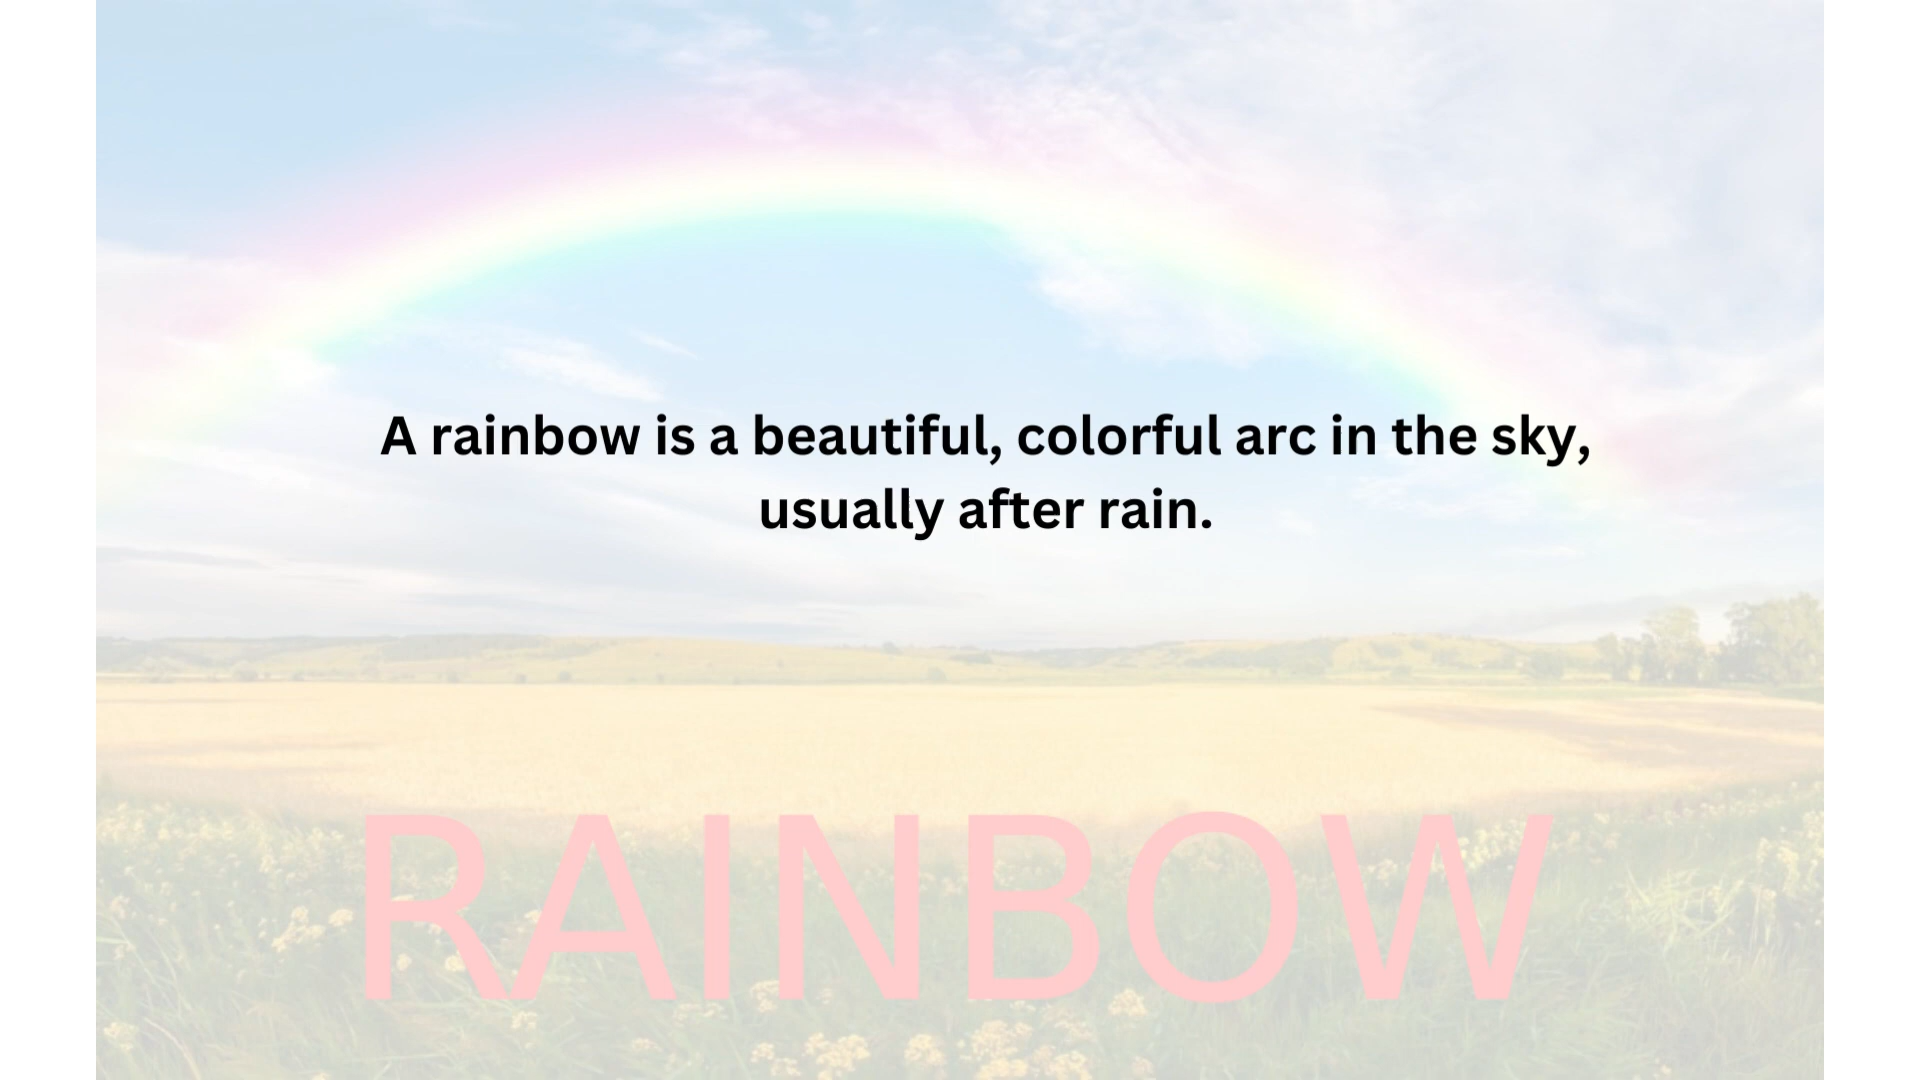 A rainbow is a beautiful, colorful arc in the sky,
usually after rain.
RAINBOW